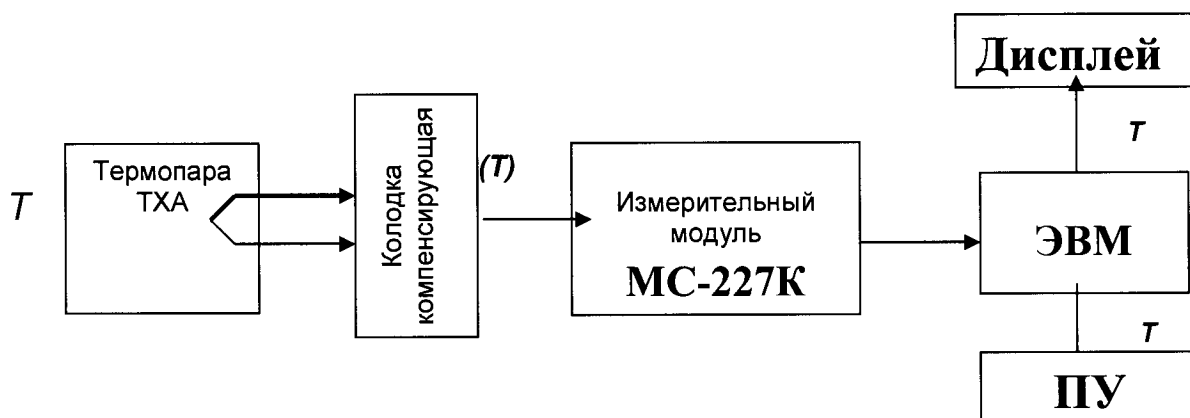 Дисплей
T
T
Термопара
ТХА
Колодка
компенсирующая
(T)
Измерительный
модуль
МС-227К
ЭВМ
T
ПУ